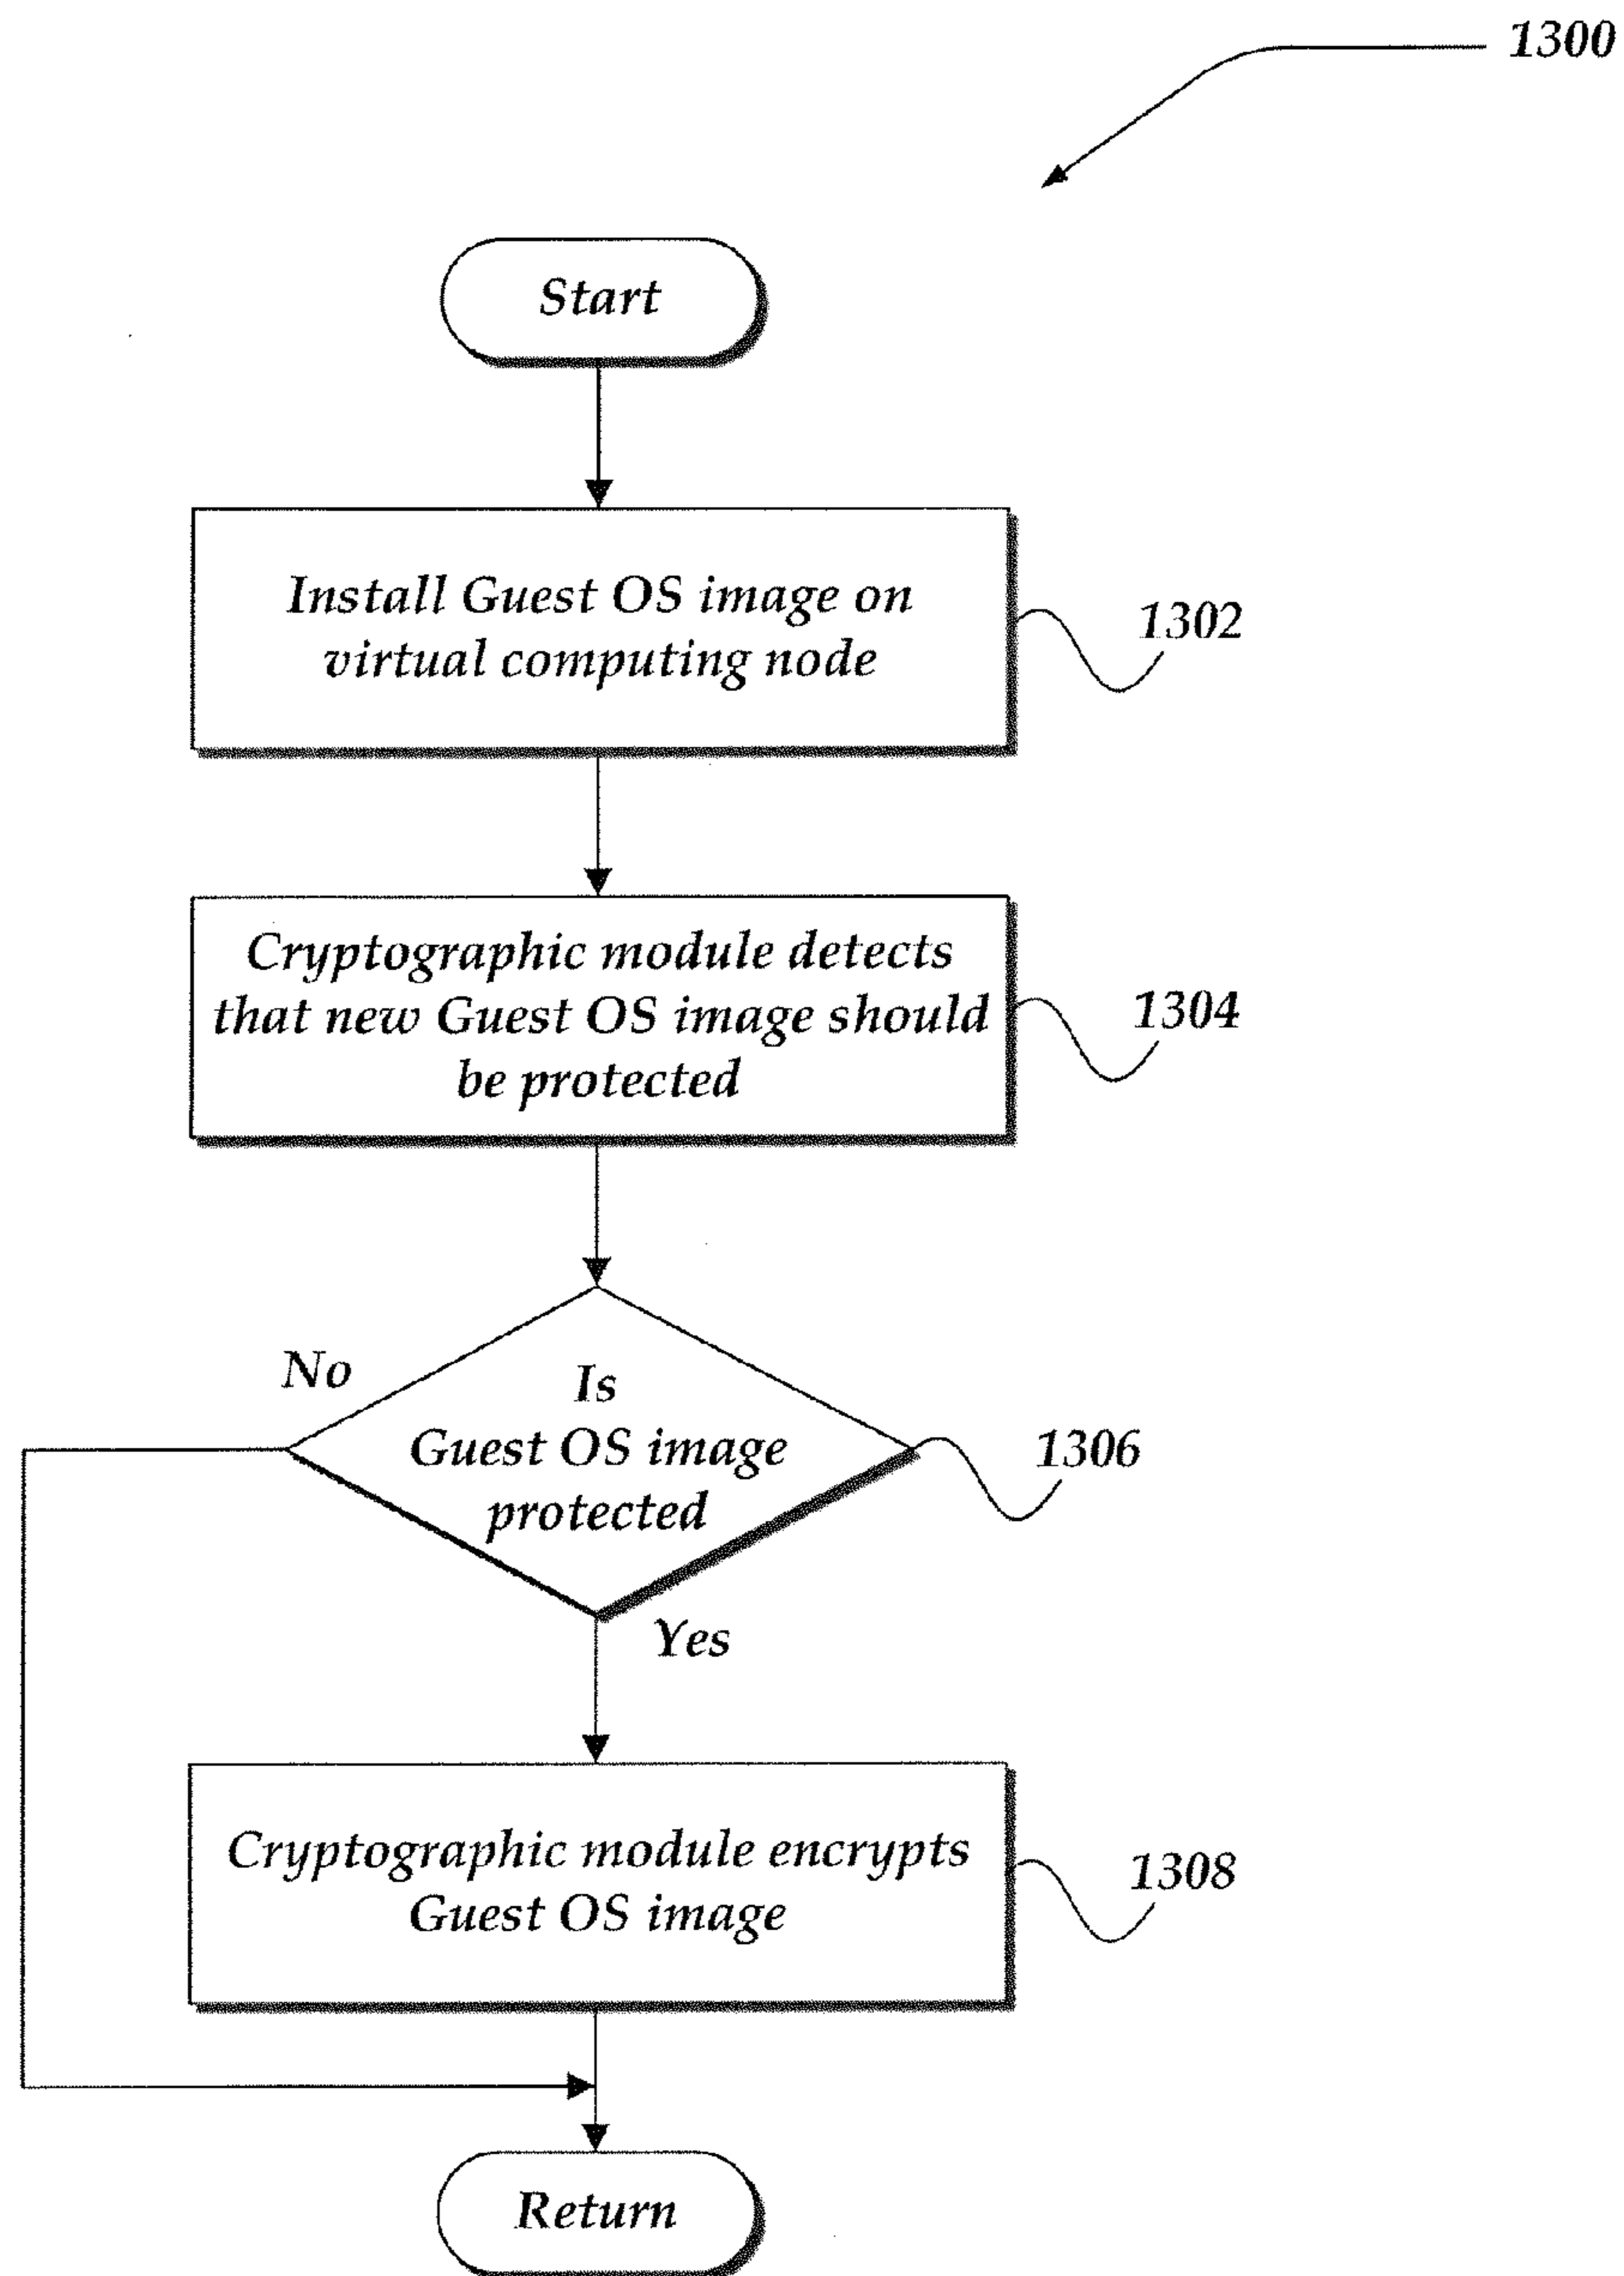 1300
Start
Install Guest OS image on
virtual computing node
1302
Cryptographic module detects
that new Guest OS image should
be protected
1304
No
Is
Guest OS image
protected
1306
Yes
Cryptographic module encrypts
Guest OS image
1308
Return